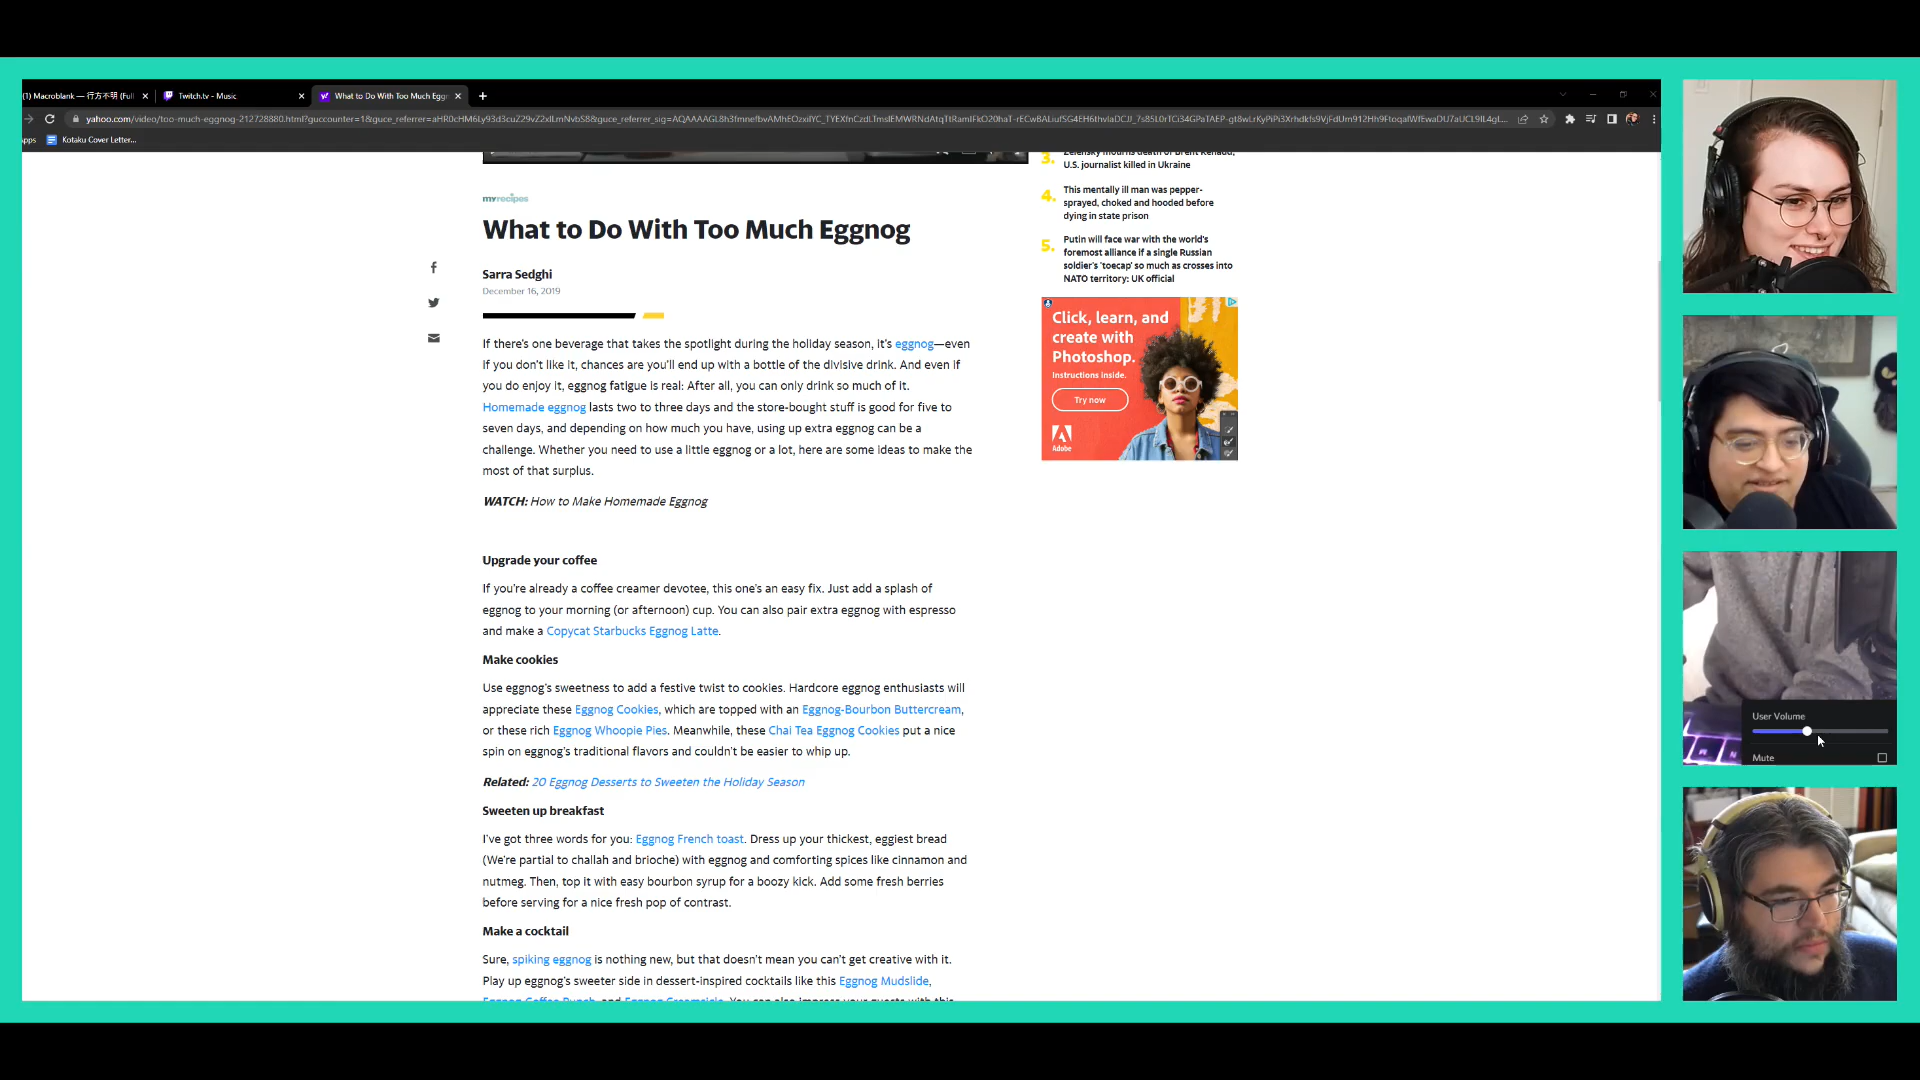 (1) Macroblank — 行方不明 (Full
Twitch.tv - Music
What to Do With Too Much Eggn
Kotaku Cover Letter...
U.S. journalist killed in Ukraine
4. This mentally ill man was pepper-
sprayed, choked and hooded before
dying in state prison
5. Putin will face war with the world's
foremost alliance if a single Russian
soldier's 'toecap' so much as crosses into
NATO territory: UK official
myrecipes
What to Do With Too Much Eggnog
Sarra Sedghi
December 16, 2019
If there's one beverage that takes the spotlight during the holiday season, it's eggnog—even
if you don't like it, chances are you'll end up with a bottle of the divisive drink. And even if
you do enjoy it, eggnog fatigue is real: After all, you can only drink so much of it.
Homemade eggnog lasts two to three days and the store-bought stuff is good for five to
seven days, and depending on how much you have, using up extra eggnog can be a
challenge. Whether you need to use a little eggnog or a lot, here are some ideas to make the
most of that surplus.
WATCH: How to Make Homemade Eggnog
Upgrade your coffee
If you're already a coffee creamer devotee, this one's an easy fix. Just add a splash of
eggnog to your morning (or afternoon) cup. You can also pair extra eggnog with espresso
and make a Copycat Starbucks Eggnog Latte.
Make cookies
Use eggnog's sweetness to add a festive twist to cookies. Hardcore eggnog enthusiasts will
appreciate these Eggnog Cookies, which are topped with an Eggnog-Bourbon Buttercream,
or these rich Eggnog Whoopie Pies. Meanwhile, these Chai Tea Eggnog Cookies put a nice
spin on eggnog's traditional flavors and couldn't be easier to whip up.
Related: 20 Eggnog Desserts to Sweeten the Holiday Season
Sweeten up breakfast
I've got three words for you: Eggnog French toast. Dress up your thickest, eggiest bread
(We're partial to challah and brioche) with eggnog and comforting spices like cinnamon and
nutmeg. Then, top it with easy bourbon syrup for a boozy kick. Add some fresh berries
before serving for a nice fresh pop of contrast.
Make a cocktail
Sure, spiking eggnog is nothing new, but that doesn't mean you can't get creative with it.
Play up eggnog's sweeter side in dessert-inspired cocktails like this Eggnog Mudslide,
Click, learn, and
create with
Photoshop.
Instructions inside.
Try now
Adobe
User Volume
Mute